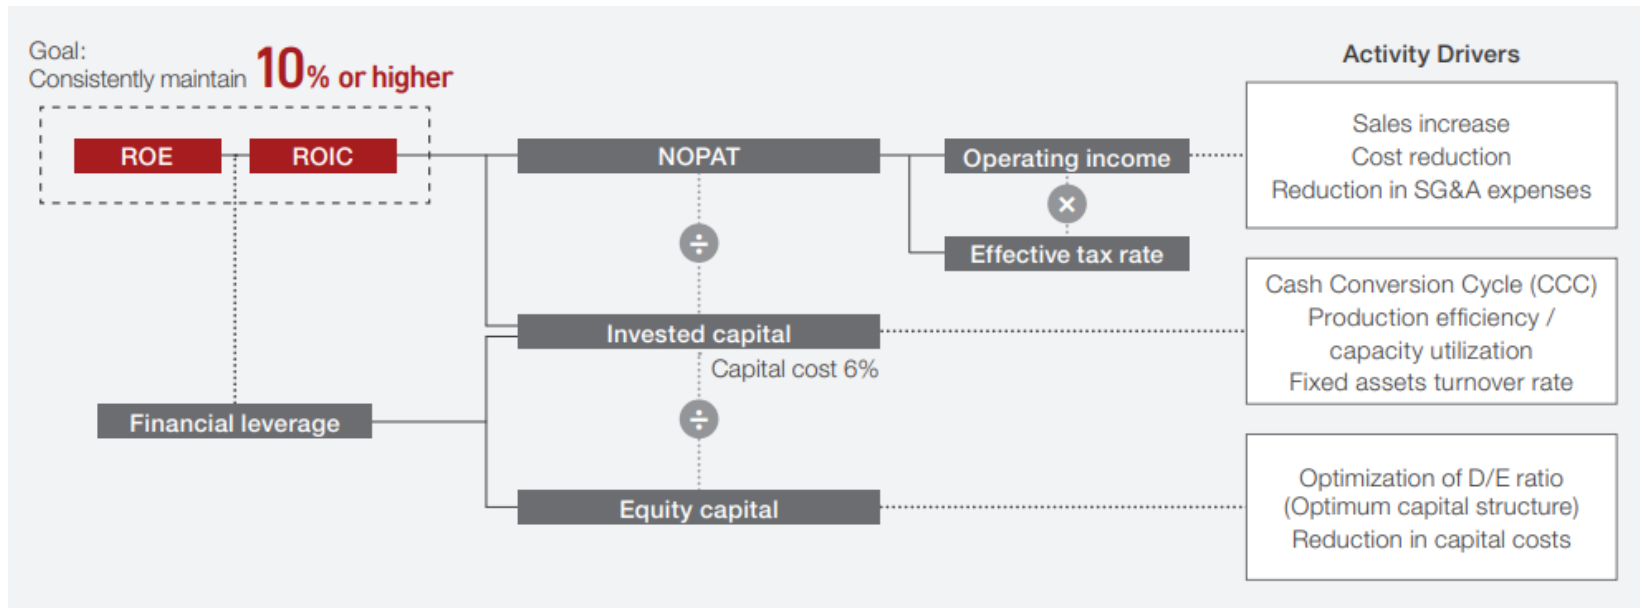 Goal:
Consistently maintain 10% or higher
ROE
ROIC
NOPAT
÷
Invested capital
Capital cost 6%
÷
Equity capital
Financial leverage
Operating income
×
Effective tax rate
Activity Drivers
Sales increase
Cost reduction
Reduction in SG&A expenses
Cash Conversion Cycle (CCC)
Production efficiency /
capacity utilization
Fixed assets turnover rate
Optimization of D/E ratio
(Optimum capital structure)
Reduction in capital costs